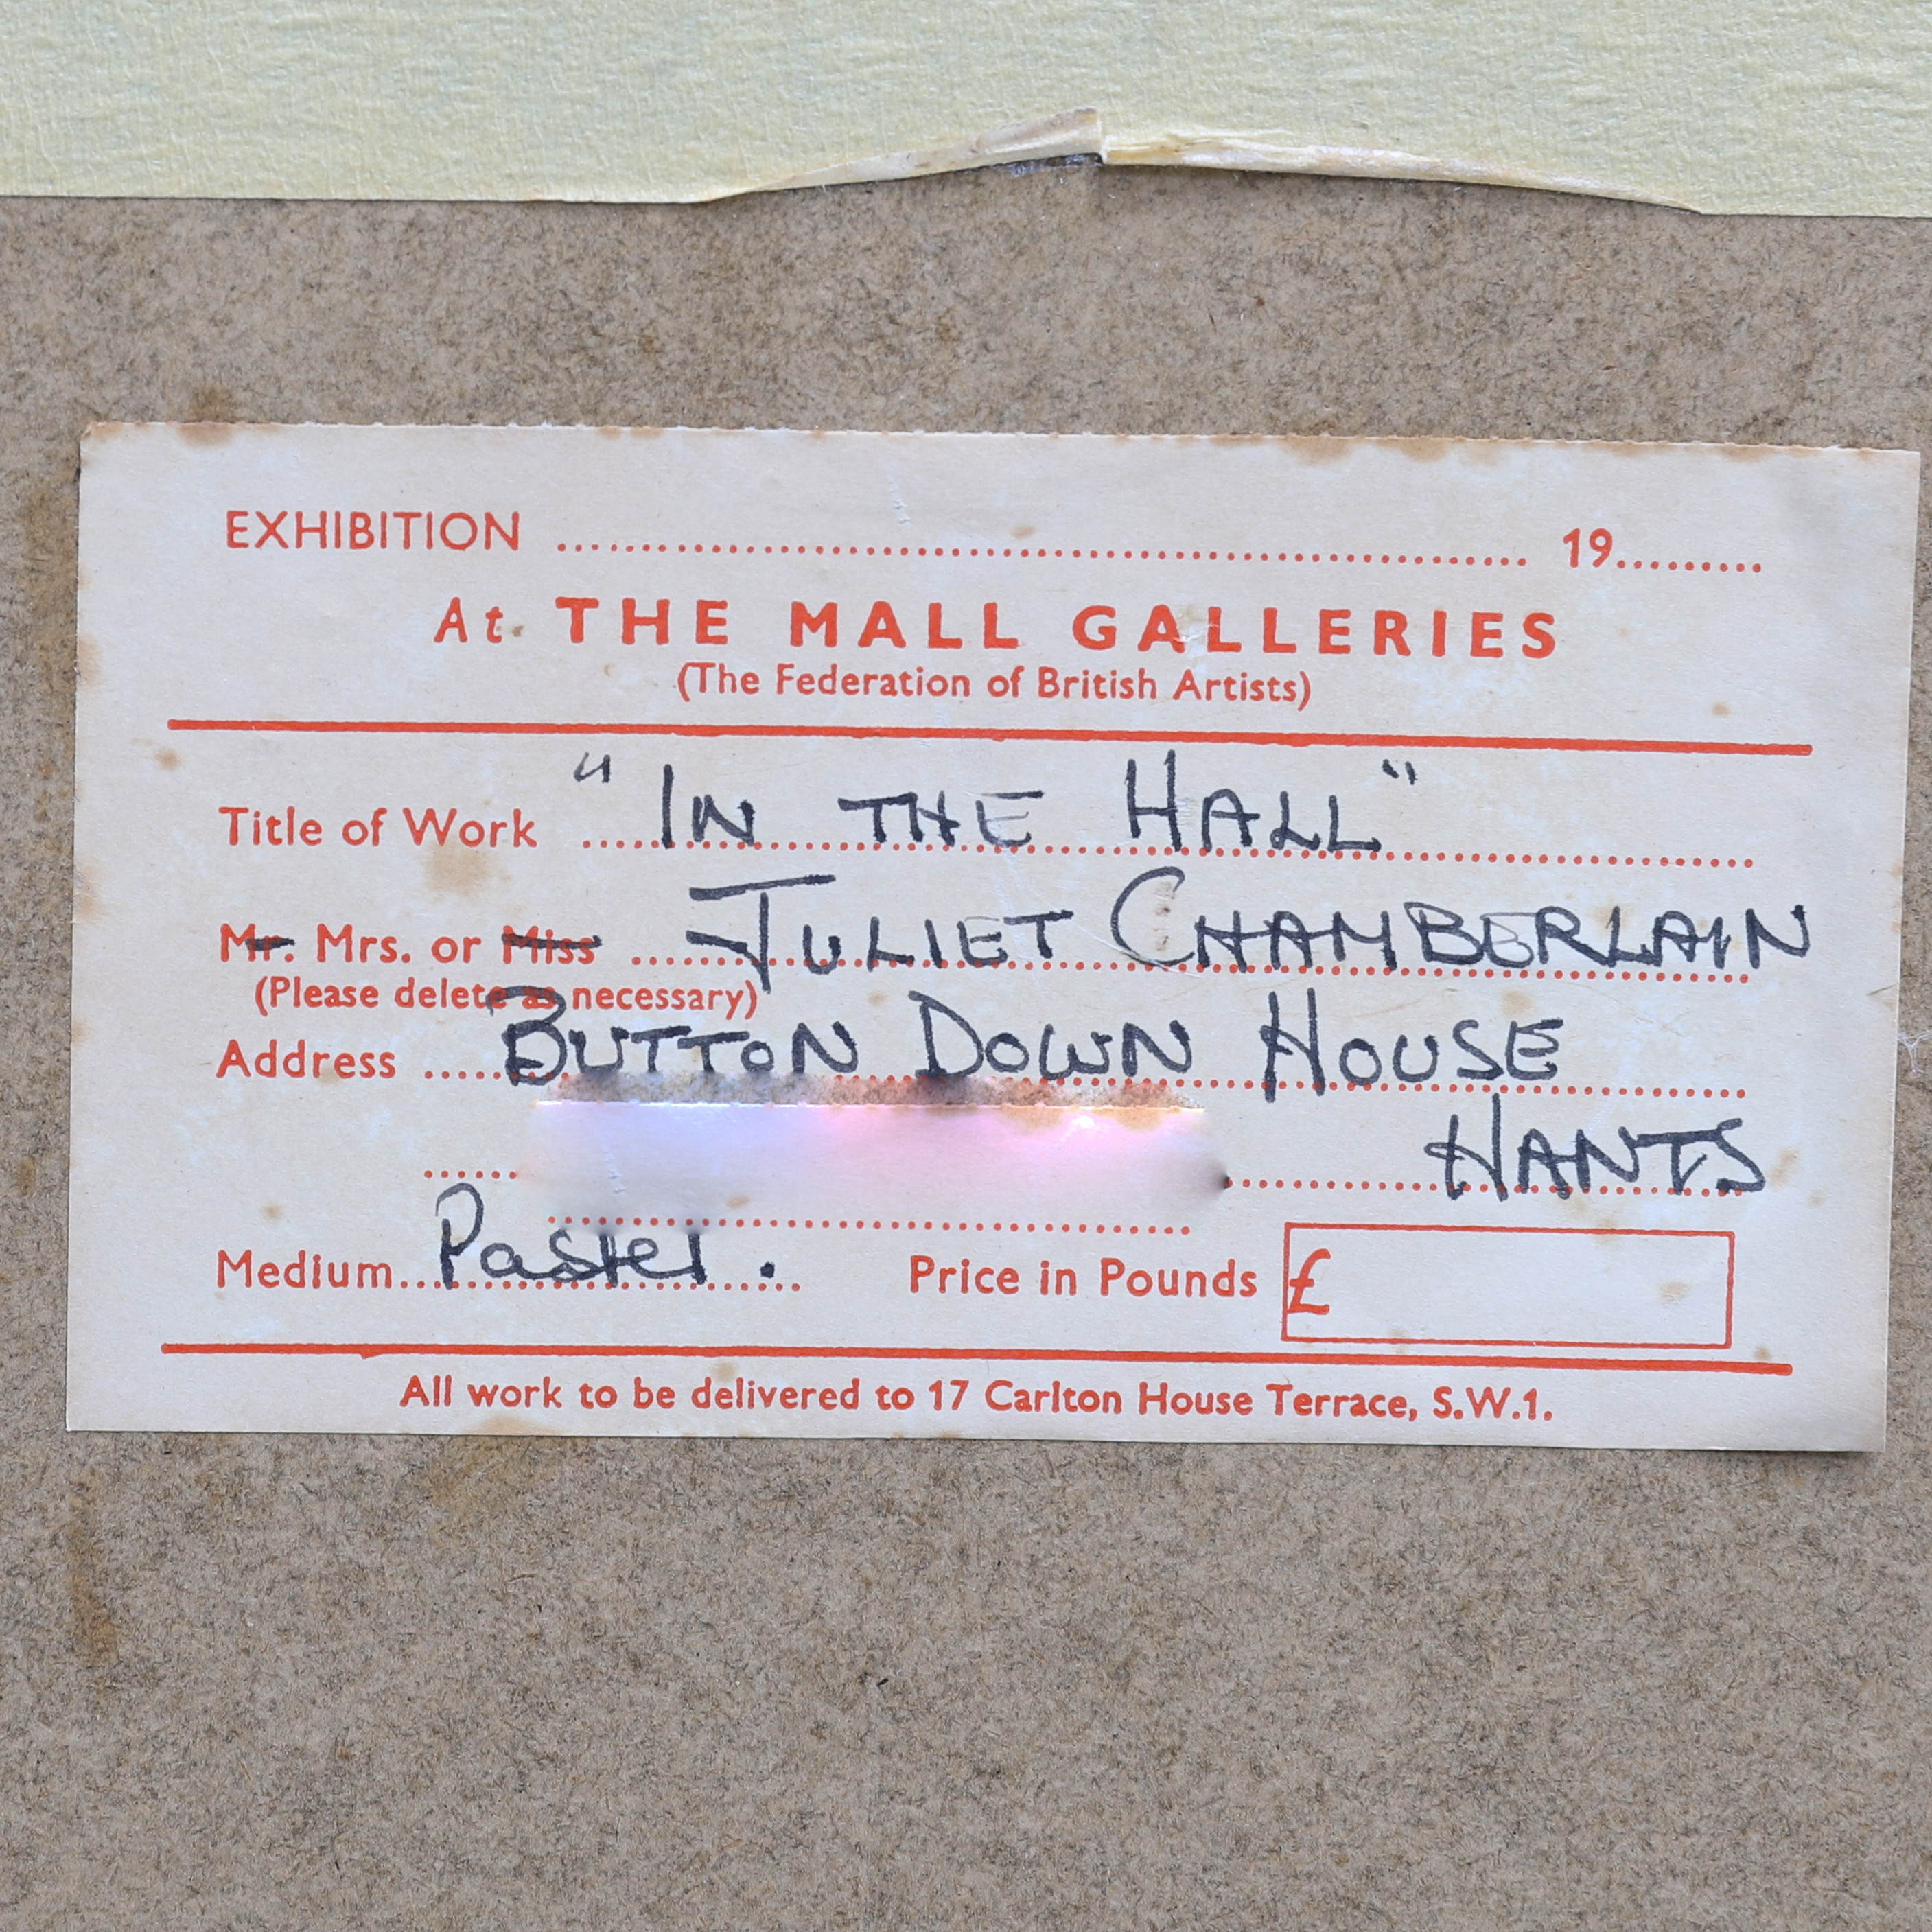 EXHIBITION .......... 19..........
At THE MALL GALLERIES
(The Federation of British Artists)
Title of Work "IN THE HALL"
Mr. Mrs. or Miss JULIET CHAMBERLAIN
(Please delete as necessary)
Address BUTTON DOWN HOUSE
HANTS
Medium Pastel. Price in Pounds £
All work to be delivered to 17 Carlton House Terrace, S.W.1.